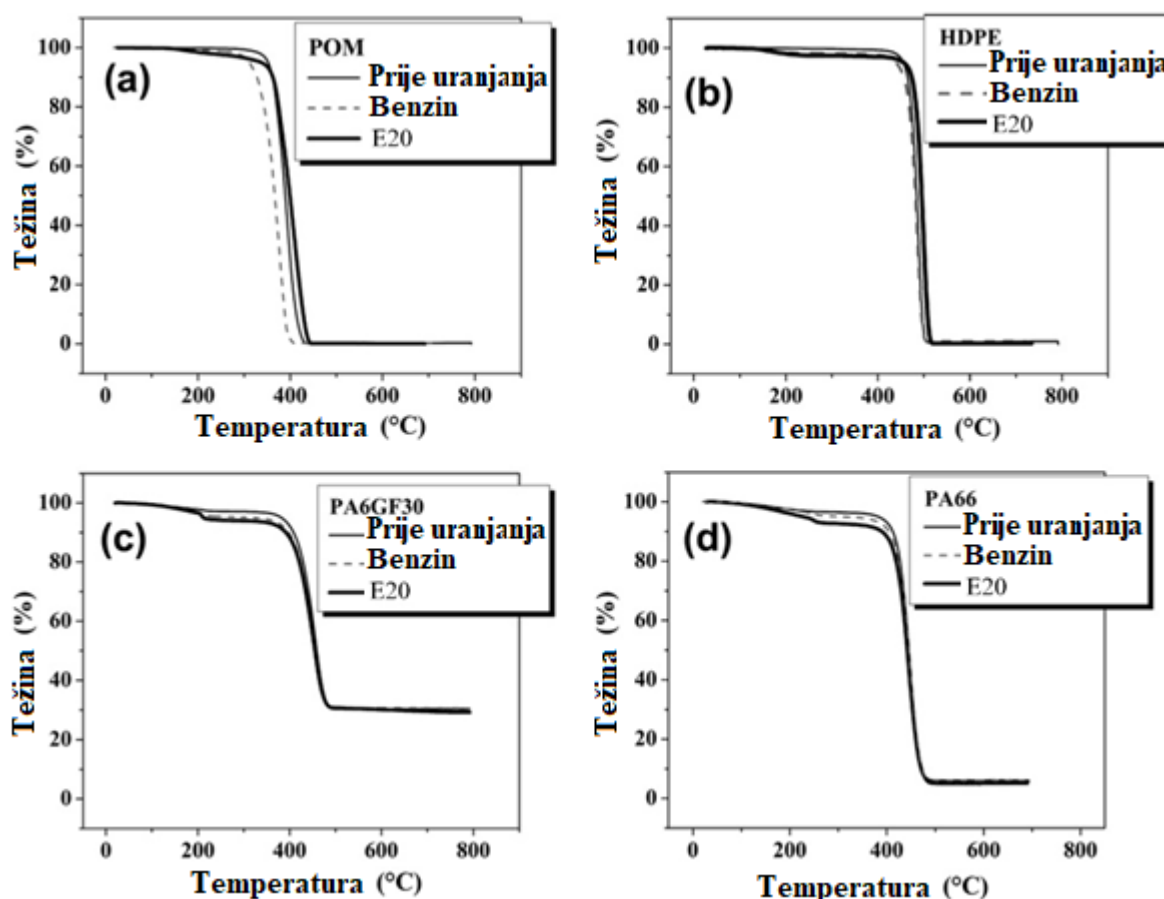 100
80
60
40
20
0
Težina (%)
(a)
POM
Prije uranjanja
Benzin
E20
0 200 400 600 800
Temperatura (°C)
100
80
60
40
20
0
Težina (%)
(b)
HDPE
Prije uranjanja
Benzin
E20
0 200 400 600 800
Temperatura (°C)
100
80
60
40
20
0
Težina (%)
(c)
PA6GF30
Prije uranjanja
Benzin
E20
0 200 400 600 800
Temperatura (°C)
100
80
60
40
20
0
Težina (%)
(d)
PA66
Prije uranjanja
Benzin
E20
0 200 400 600 800
Temperatura (°C)